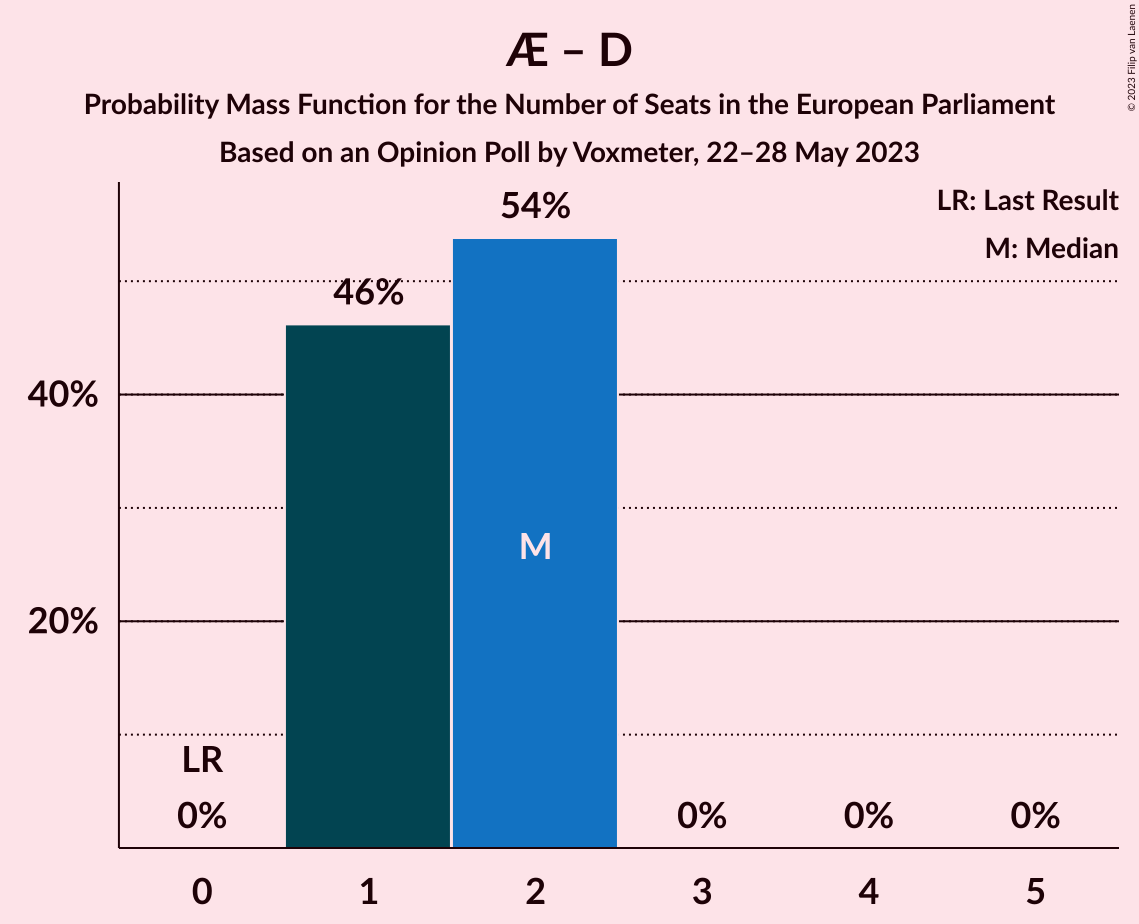 Æ – D
Probability Mass Function for the Number of Seats in the European Parliament
Based on an Opinion Poll by Voxmeter, 22–28 May 2023
© 2023 Filip van Laenen
LR: Last Result
M: Median
54%
46%
40%
M
20%
LR
0%
0%
0%
0%
0
1
2
3
4
5